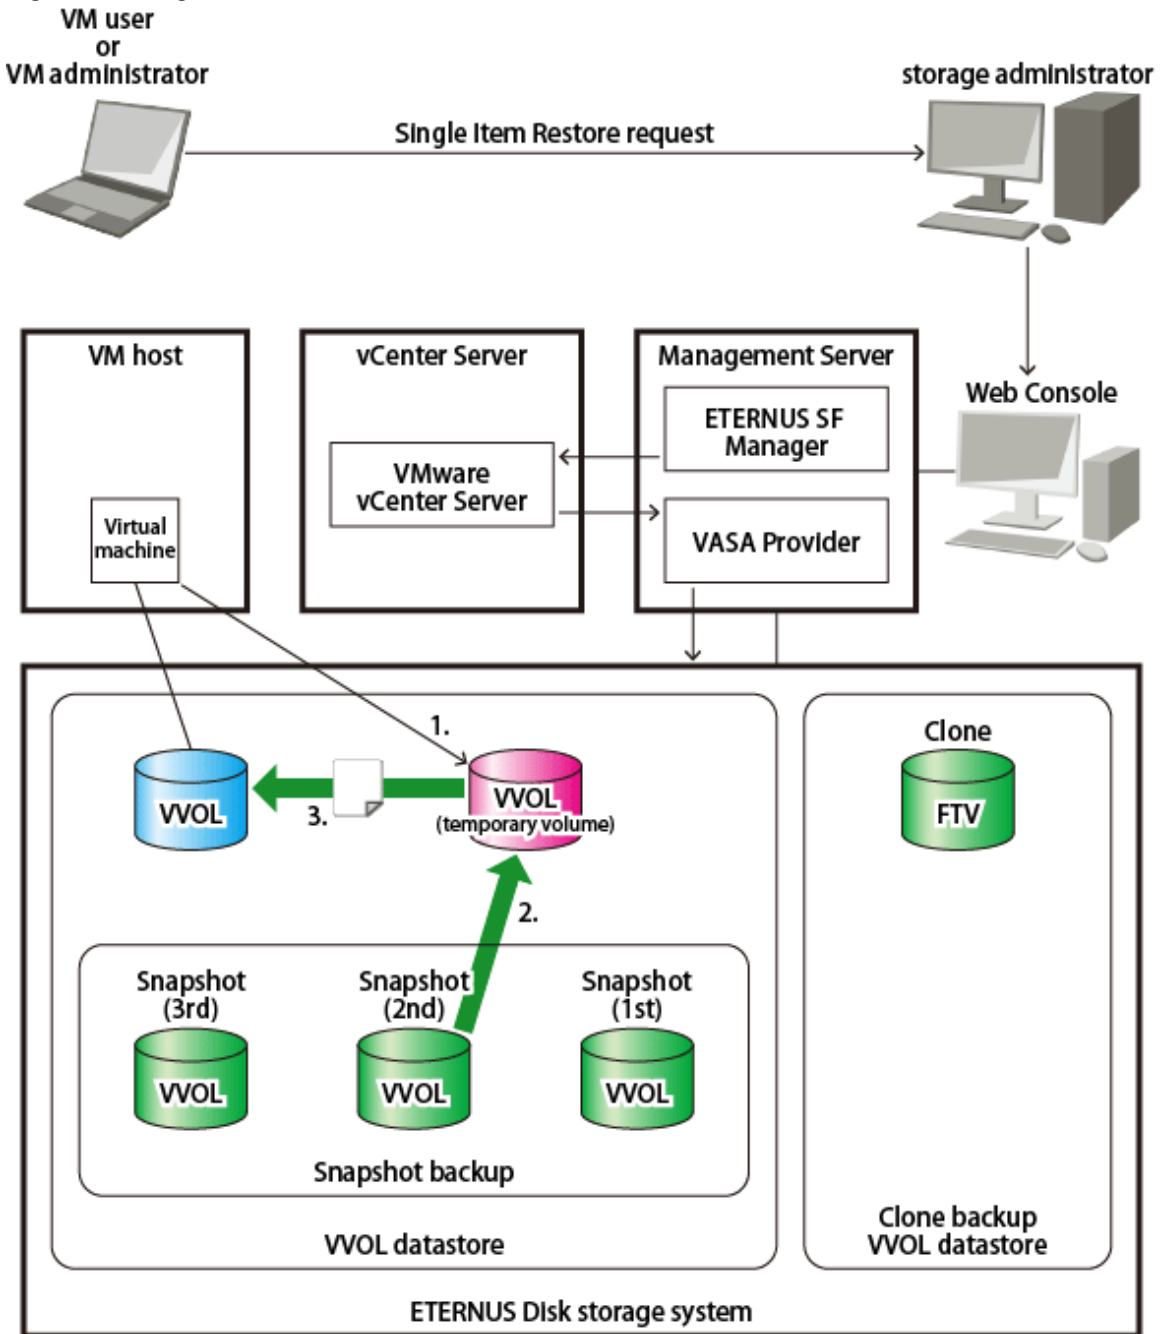 VM user
or
VM administrator
storage administrator
Single Item Restore request
VM host
vCenter Server
Management Server
Web Console
ETERNUS SF
Manager
VMware
vCenter Server
Virtual
machine
VASA Provider
1.
Clone
VVOL
3.
VVOL
(temporary volume)
FTV
2.
Snapshot
(3rd)
Snapshot
(2nd)
Snapshot
(1st)
VVOL
VVOL
VVOL
Snapshot backup
VVOL datastore
Clone backup
VVOL datastore
ETERNUS Disk storage system